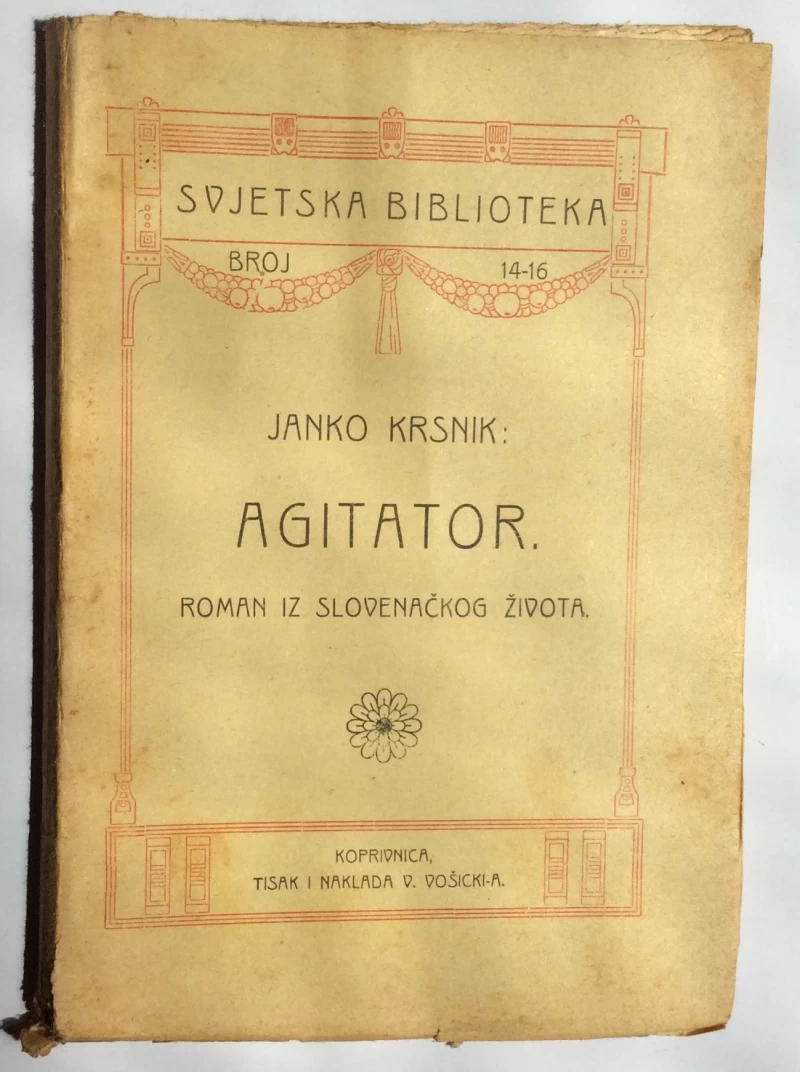 SVJETSKA BIBLIOTEKA
BROJ 14-16
JANKO KRSNIK:
AGITATOR.
ROMAN IZ SLOVENAČKOG ŽIVOTA.
KOPRIVNICA,
TISAK I NAKLADA V. VOŠICKI-A.